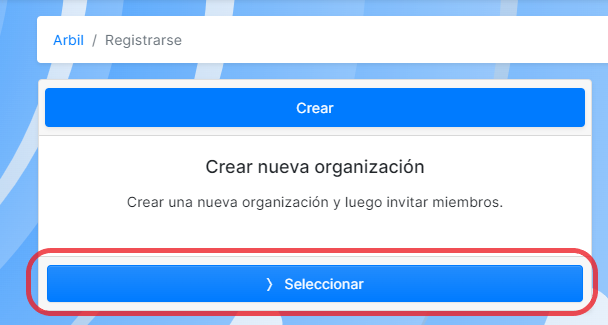 Arbil / Registrarse
Crear
Crear nueva organización
Crear una nueva organización y luego invitar miembros.
〉 Seleccionar